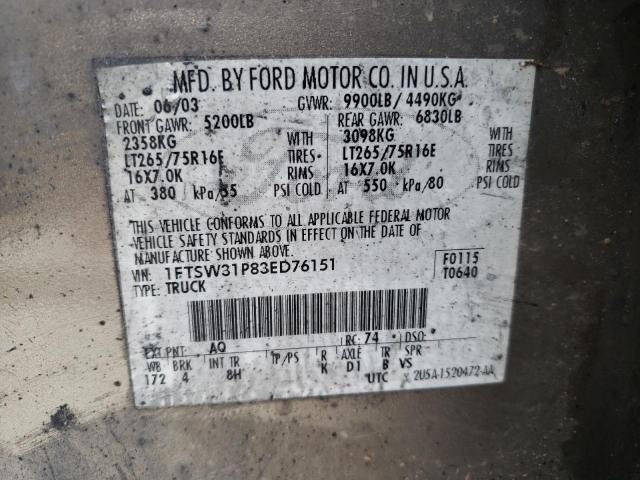 MFD. BY FORD MOTOR CO. IN U.S.A.
DATE: 06/03 GVWR: 9900LB/ 4490KG
FRONT GAWR: 5200LB REAR GAWR: 6830LB
2358KG WITH 3098KG WITH
LT265/75R16E TIRES LT265/75R16E TIRES
16X7.0K RIMS 16X7.0K RIMS
AT 380 kPa/55 PSI COLD AT 550 kPa/80 PSI COLD
THIS VEHICLE CONFORMS TO ALL APPLICABLE FEDERAL MOTOR
VEHICLE SAFETY STANDARDS IN EFFECT ON THE DATE OF
MANUFACTURE SHOWN ABOVE.
VIN: 1FTSW31P83ED76151 F0115
TYPE: TRUCK T0640
EXT PNT: AQ RC: 74 DSO:
WB BRK INT TR TP/PS R AXLE TR SPR
172 4 8H K D1 B VS
UTC 2U5A-1520472-AA